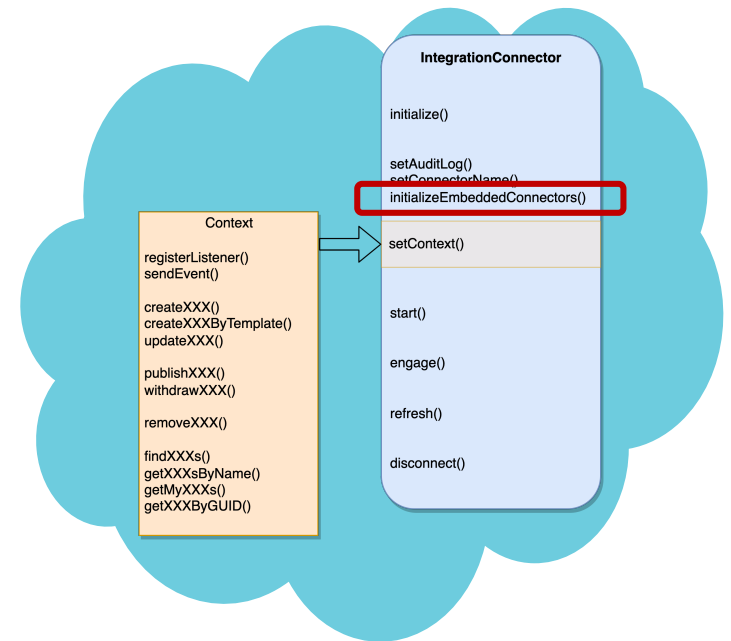 IntegrationConnector
initialize()
setAuditLog()
setConnectorName()
initializeEmbeddedConnectors()
setContext()
start()
engage()
refresh()
disconnect()
Context
registerListener()
sendEvent()
createXXX()
createXXXByTemplate()
updateXXX()
publishXXX()
withdrawXXX()
removeXXX()
findXXXs()
getXXXsByName()
getMyXXXs()
getXXXByGUID()